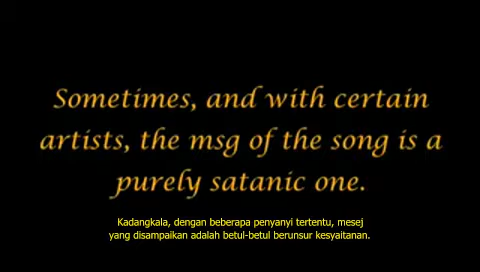 Sometimes, and with certain
artists, the msg of the song is a
purely satanic one.
Kadangkala, dengan beberapa penyanyi tertentu, mesej
yang disampaikan adalah betul-betul berunsur kesyaitanan.